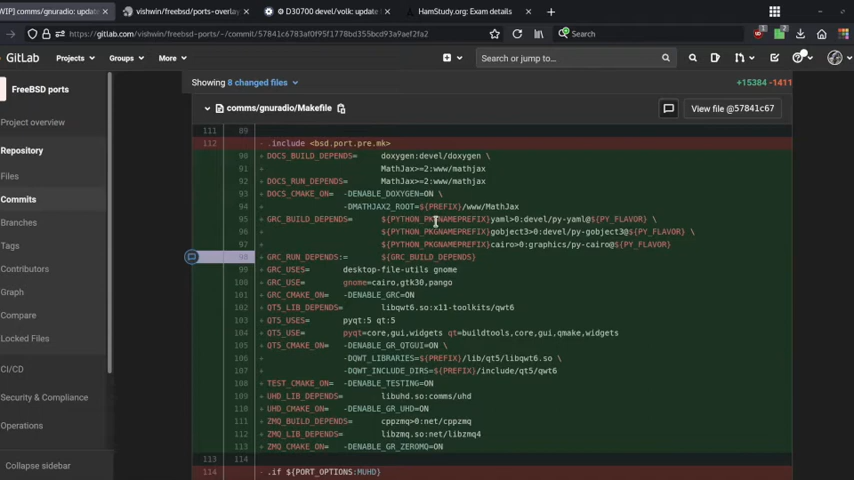 WIP] comms/gnuradio: update
vishwin/freebsd/ports-overlay
D30700 devel/volk: update
HamStudy.org: Exam details
https://gitlab.com/vishwin/freebsd-ports/-/commit/57841c6783af0f95f1778bd355bcd93a9aef2fa2
Search
GitLab
Projects
Groups
More
Search or jump to...
FreeBSD ports
Project overview
Repository
Files
Commits
Branches
Tags
Contributors
Graph
Compare
Locked Files
CI/CD
Security & Compliance
Operations
Collapse sidebar
Showing 8 changed files
+15384 -1411
comms/gnuradio/Makefile
View file @57841c67
111 89
112 - .include <bsd.port.pre.mk>
90 + DOCS_BUILD_DEPENDS= doxygen:devel/doxygen \
91 + MathJax>=2:www/mathjax
92 + DOCS_RUN_DEPENDS= MathJax>=2:www/mathjax
93 + DOCS_CMAKE_ON= -DENABLE_DOXYGEN=ON \
94 + -DMATHJAX2_ROOT=${PREFIX}/www/MathJax
95 + GRC_BUILD_DEPENDS= ${PYTHON_PKGNAMEPREFIX}yaml>0:devel/py-yaml@${PY_FLAVOR} \
96 + ${PYTHON_PKGNAMEPREFIX}gobject3>0:devel/py-gobject3@${PY_FLAVOR} \
97 + ${PYTHON_PKGNAMEPREFIX}cairo>0:graphics/py-cairo@${PY_FLAVOR}
98 + GRC_RUN_DEPENDS:= ${GRC_BUILD_DEPENDS}
99 + GRC_USES= desktop-file-utils gnome
100 + GRC_USE= gnome=cairo,gtk30,pango
101 + GRC_CMAKE_ON= -DENABLE_GRC=ON
102 + QT5_LIB_DEPENDS= libqwt6.so:x11-toolkits/qwt6
103 + QT5_USES= pyqt:5 qt:5
104 + QT5_USE= pyqt=core,gui,widgets qt=buildtools,core,gui,qmake,widgets
105 + QT5_CMAKE_ON= -DENABLE_GR_QTGUI=ON \
106 + -DQWT_LIBRARIES=${PREFIX}/lib/qt5/libqwt6.so \
107 + -DQWT_INCLUDE_DIRS=${PREFIX}/include/qt5/qwt6
108 + TEST_CMAKE_ON= -DENABLE_TESTING=ON
109 + UHD_LIB_DEPENDS= libuhd.so:comms/uhd
110 + UHD_CMAKE_ON= -DENABLE_GR_UHD=ON
111 + ZMQ_BUILD_DEPENDS= cppzmq>0:net/cppzmq
112 + ZMQ_LIB_DEPENDS= libzmq.so:net/libzmq4
113 + ZMQ_CMAKE_ON= -DENABLE_GR_ZEROMQ=ON
113 114
114 - .if ${PORT_OPTIONS:MUHD}